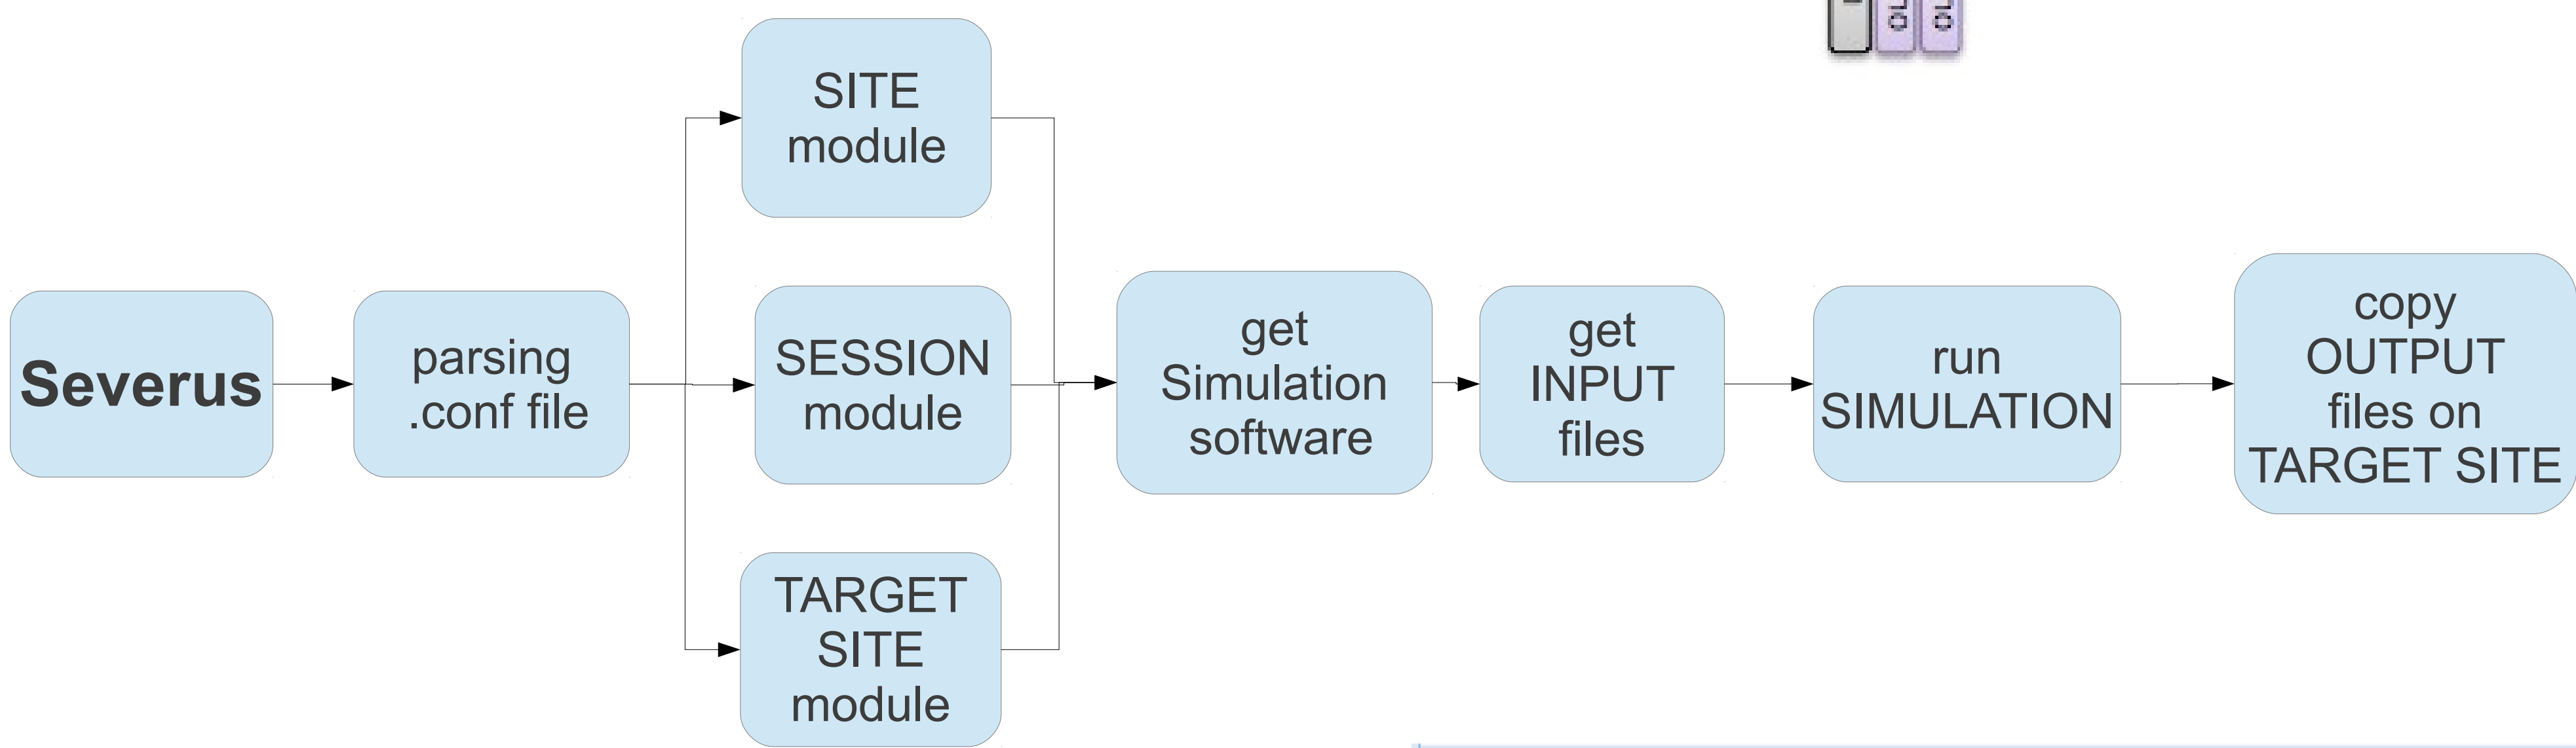 SITE
module
Severus
parsing
.conf file
SESSION
module
TARGET
SITE
module
get
Simulation
software
get
INPUT
files
run
SIMULATION
copy
OUTPUT
files on
TARGET SITE